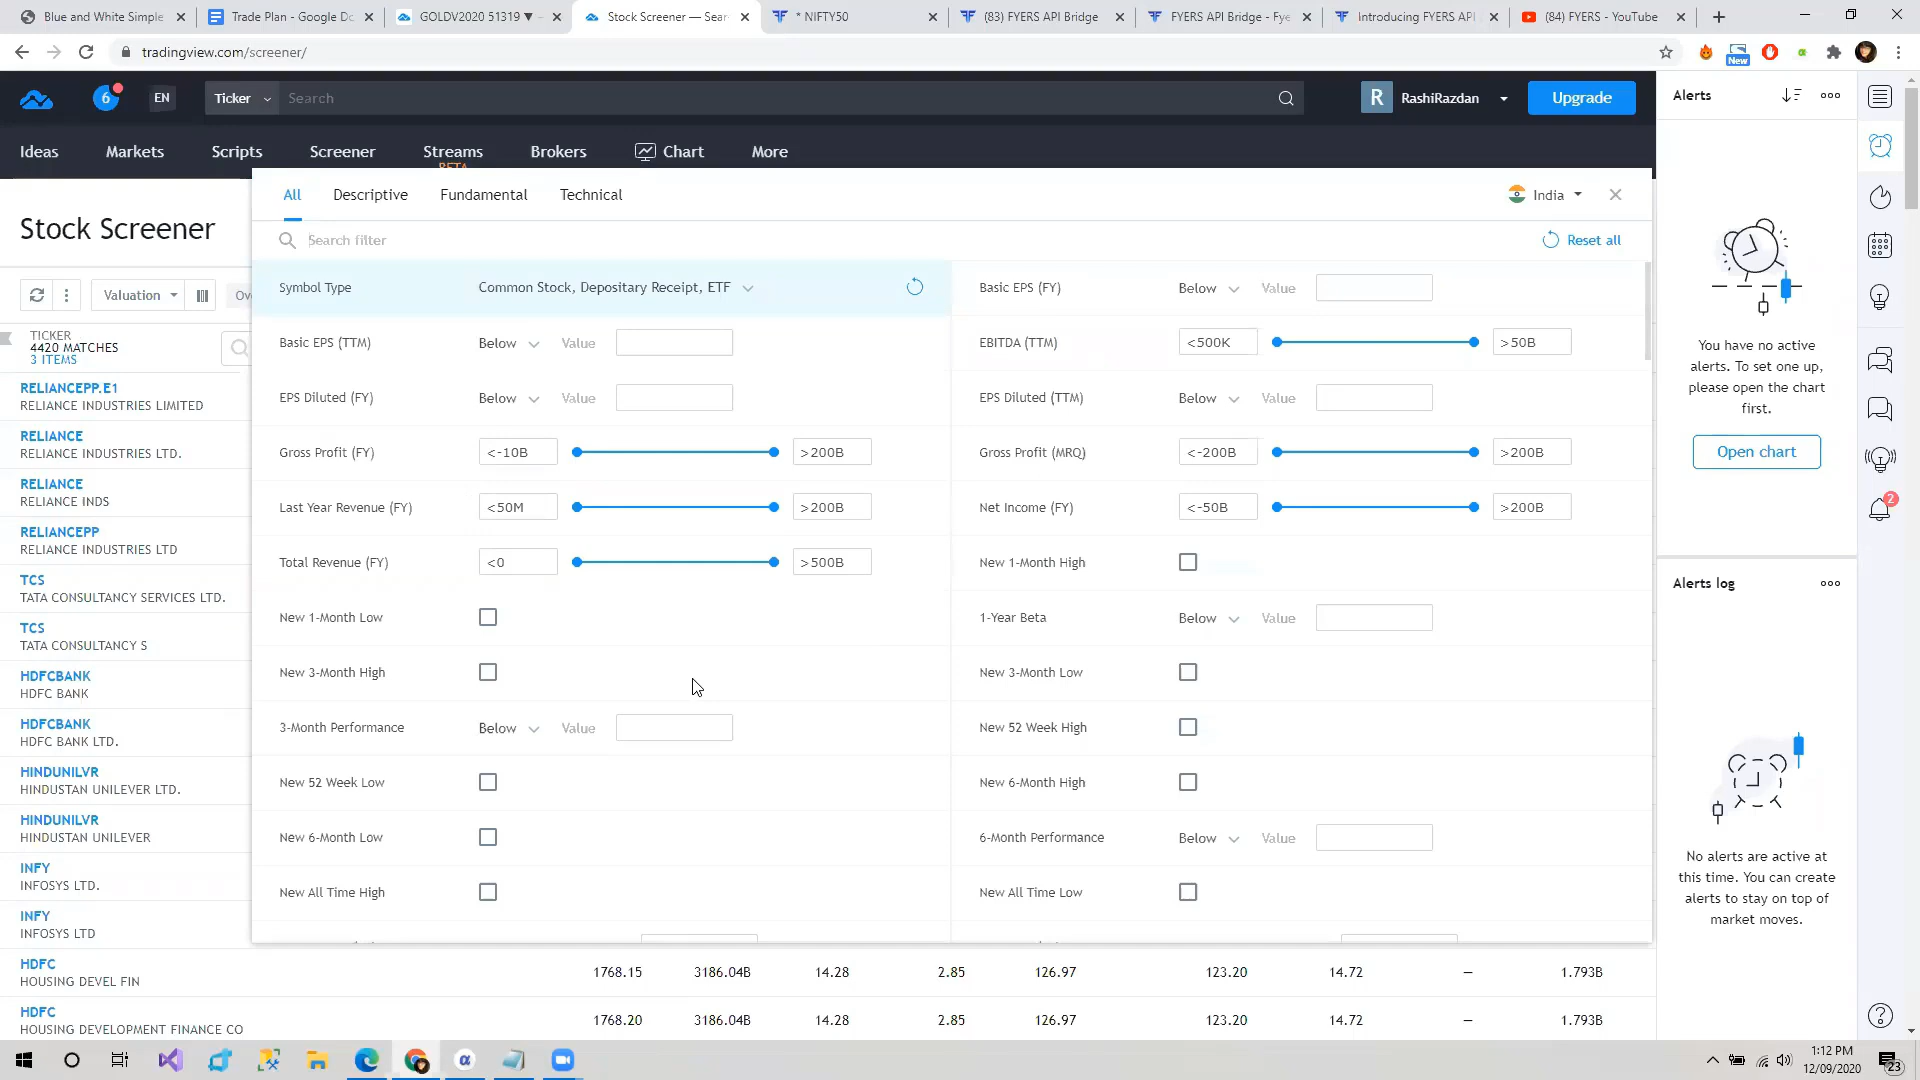 Blue and White Simple
Trade Plan - Google Do
GOLDV2020 51319 ▼
Stock Screener — Sear
* NIFTY50
(83) FYERS API Bridge
FYERS API Bridge - Fye
Introducing FYERS API
(84) FYERS - YouTube
tradingview.com/screener/
New
6
EN
Ticker
Search
R
RashiRazdan
Upgrade
Ideas
Markets
Scripts
Screener
Streams
BETA
Brokers
Chart
More
Stock Screener
Valuation
Ov
TICKER
4420 MATCHES
3 ITEMS
RELIANCEPP.E1
RELIANCE INDUSTRIES LIMITED
RELIANCE
RELIANCE INDUSTRIES LTD.
RELIANCE
RELIANCE INDS
RELIANCEPP
RELIANCE INDUSTRIES LTD
TCS
TATA CONSULTANCY SERVICES LTD.
TCS
TATA CONSULTANCY S
HDFCBANK
HDFC BANK
HDFCBANK
HDFC BANK LTD.
HINDUNILVR
HINDUSTAN UNILEVER LTD.
HINDUNILVR
HINDUSTAN UNILEVER
INFY
INFOSYS LTD.
INFY
INFOSYS LTD
HDFC
HOUSING DEVEL FIN
1768.15 3186.04B 14.28 2.85 126.97 123.20 14.72 — 1.793B
HDFC
HOUSING DEVELOPMENT FINANCE CO
1768.20 3186.04B 14.28 2.85 126.97 123.20 14.72 — 1.793B
All
Descriptive
Fundamental
Technical
India
Search filter
Reset all
Symbol Type Common Stock, Depositary Receipt, ETF
Basic EPS (FY) Below Value
Basic EPS (TTM) Below Value
EBITDA (TTM) <500K >50B
EPS Diluted (FY) Below Value
EPS Diluted (TTM) Below Value
Gross Profit (FY) <-10B >200B
Gross Profit (MRQ) <-200B >200B
Last Year Revenue (FY) <50M >200B
Net Income (FY) <-50B >200B
Total Revenue (FY) <0 >500B
New 1-Month High
New 1-Month Low
1-Year Beta Below Value
New 3-Month High
New 3-Month Low
3-Month Performance Below Value
New 52 Week High
New 52 Week Low
New 6-Month High
New 6-Month Low
6-Month Performance Below Value
New All Time High
New All Time Low
Alerts
You have no active
alerts. To set one up,
please open the chart
first.
Open chart
Alerts log
No alerts are active at
this time. You can create
alerts to stay on top of
market moves.
2
1:12 PM
12/09/2020
23